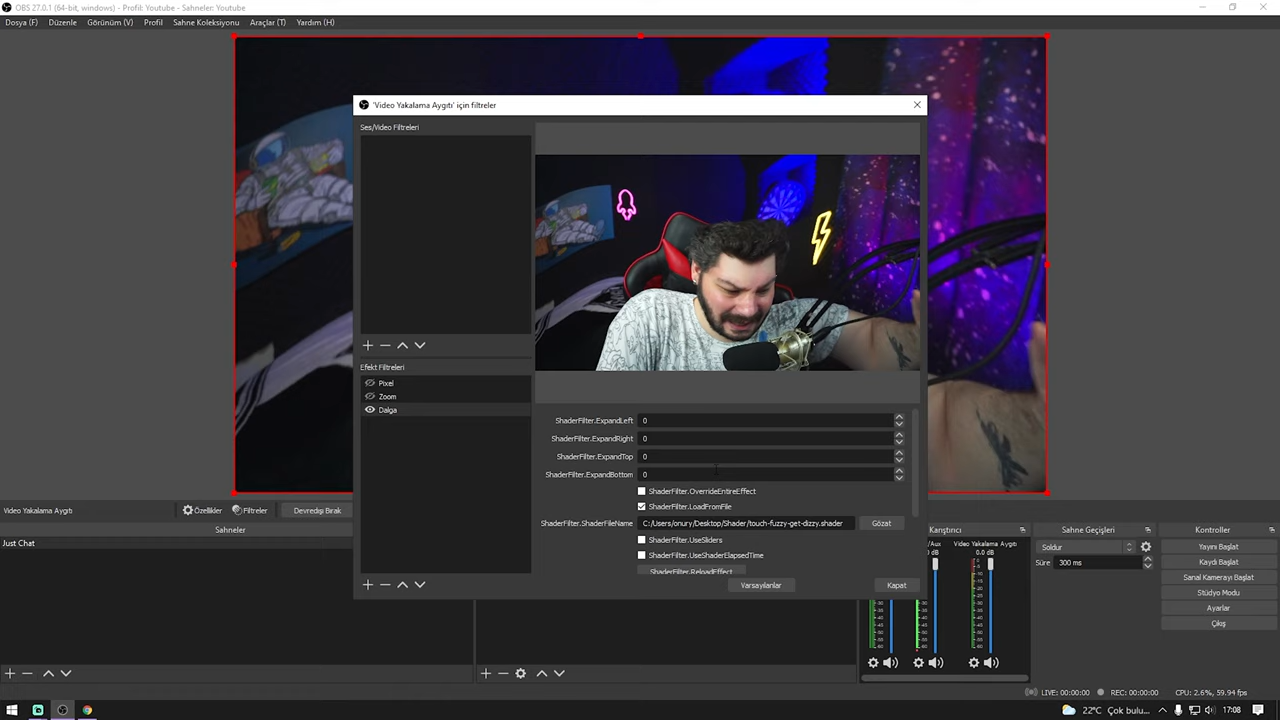 OBS 27.0.1 (64-bit, windows) - Profil: Youtube - Sahneler: Youtube
Dosya (F) Düzenle Görünüm (V) Profil Sahne Koleksiyonu Araçlar (T) Yardım (H)
'Video Yakalama Aygıtı' için filtreler
Ses/Video Filtreleri
Efekt Filtreleri
Pixel
Zoom
Dalga
ShaderFilter.ExpandLeft 0
ShaderFilter.ExpandRight 0
ShaderFilter.ExpandTop 0
ShaderFilter.ExpandBottom 0
ShaderFilter.OverrideEntireEffect
ShaderFilter.LoadFromFile
ShaderFilter.ShaderFileName C:/Users/onury/Desktop/Shader/touch-fuzzy-get-dizzy.shader Gözat
ShaderFilter.UseSliders
ShaderFilter.UseShaderElapsedTime
ShaderFilter.ReloadEffect
Varsayılanlar Kapat
Video Yakalama Aygıtı Özellikler Filtreler Devredışı Bırak
Sahneler
Just Chat
Karıştırıcı
/Aux Video Yakalama Aygıtı
0.0 dB
Sahne Geçişleri
Soldur
Süre 300 ms
Kontroller
Yayını Başlat
Kaydı Başlat
Sanal Kamerayı Başlat
Stüdyo Modu
Ayarlar
Çıkış
LIVE: 00:00:00 REC: 00:00:00 CPU: 2.6%, 59.94 fps
22°C Çok bulu... 17:08